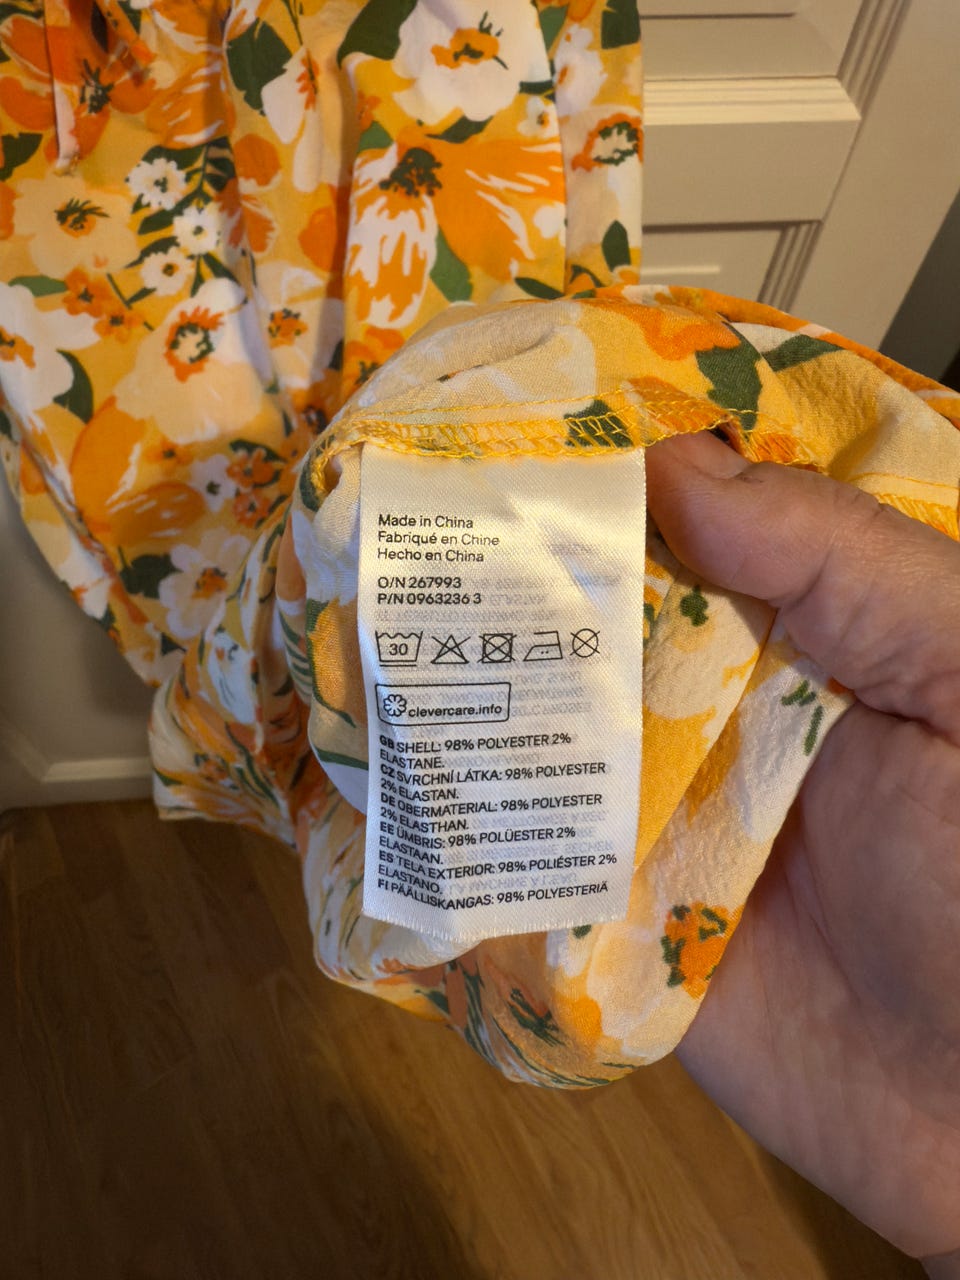 Made in China
Fabriqué en Chine
Hecho en China
O/N 267993
P/N 0963236 3
30
clevercare.info
GB SHELL: 98% POLYESTER 2%
ELASTANE.
CZ SVRCHNÍ LÁTKA: 98% POLYESTER
2% ELASTAN.
DE OBERMATERIAL: 98% POLYESTER
2% ELASTHAN.
EE ÜMBRIS: 98% POLÜESTER 2%
ELASTAAN.
ES TELA EXTERIOR: 98% POLIÉSTER 2%
ELASTANO.
FI PÄÄLLISKANGAS: 98% POLYESTERIÄ